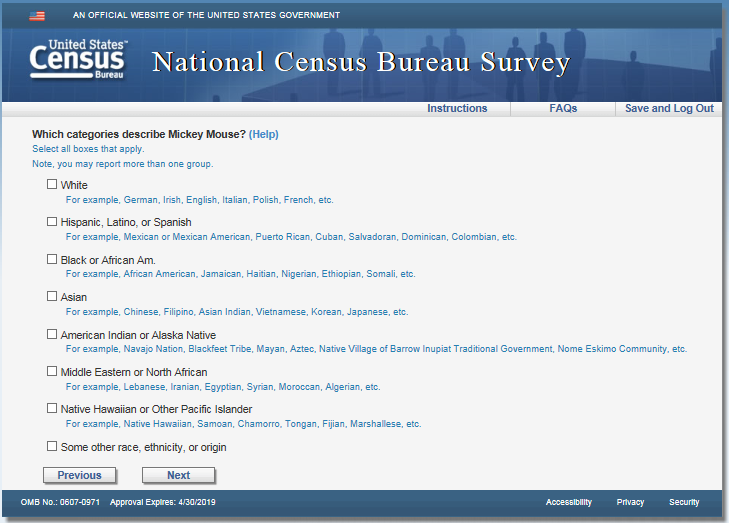 AN OFFICIAL WEBSITE OF THE UNITED STATES GOVERNMENT
United States™
Census
Bureau
National Census Bureau Survey
Instructions
FAQs
Save and Log Out
Which categories describe Mickey Mouse? (Help)
Select all boxes that apply.
Note, you may report more than one group.
White
For example, German, Irish, English, Italian, Polish, French, etc.
Hispanic, Latino, or Spanish
For example, Mexican or Mexican American, Puerto Rican, Cuban, Salvadoran, Dominican, Colombian, etc.
Black or African Am.
For example, African American, Jamaican, Haitian, Nigerian, Ethiopian, Somali, etc.
Asian
For example, Chinese, Filipino, Asian Indian, Vietnamese, Korean, Japanese, etc.
American Indian or Alaska Native
For example, Navajo Nation, Blackfeet Tribe, Mayan, Aztec, Native Village of Barrow Inupiat Traditional Government, Nome Eskimo Community, etc.
Middle Eastern or North African
For example, Lebanese, Iranian, Egyptian, Syrian, Moroccan, Algerian, etc.
Native Hawaiian or Other Pacific Islander
For example, Native Hawaiian, Samoan, Chamorro, Tongan, Fijian, Marshallese, etc.
Some other race, ethnicity, or origin
Previous
Next
OMB No.: 0607-0971 Approval Expires: 4/30/2019
Accessibility
Privacy
Security